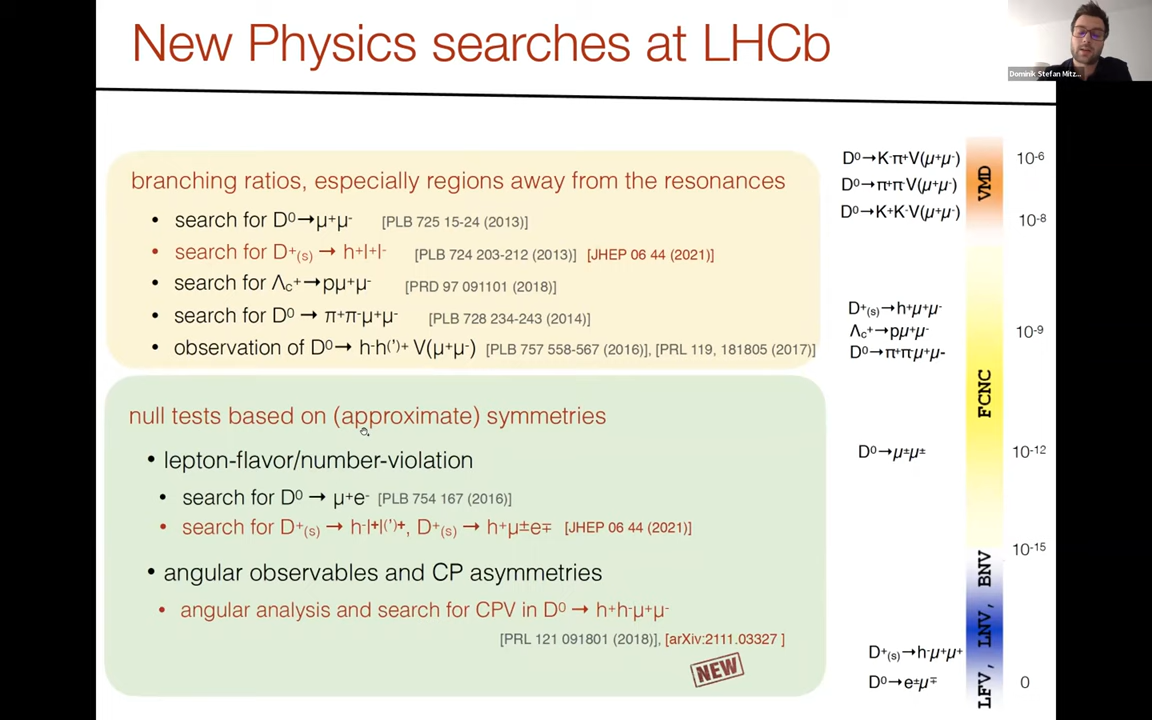 New Physics searches at LHCb
Dominik Stefan Mitz...
branching ratios, especially regions away from the resonances
• search for D⁰→μ⁺μ⁻ [PLB 725 15-24 (2013)]
• search for D⁺₍ₛ₎ → h⁺l⁺l⁻ [PLB 724 203-212 (2013)] [JHEP 06 44 (2021)]
• search for Λc⁺→pμ⁺μ⁻ [PRD 97 091101 (2018)]
• search for D⁰ → π⁺π⁻μ⁺μ⁻ [PLB 728 234-243 (2014)]
• observation of D⁰→ h⁻h⁽'⁾⁺ V(μ⁺μ⁻) [PLB 757 558-567 (2016)], [PRL 119, 181805 (2017)]
null tests based on (approximate) symmetries
• lepton-flavor/number-violation
• search for D⁰ → μ⁺e⁻ [PLB 754 167 (2016)]
• search for D⁺₍ₛ₎ → h⁻l⁺l⁽'⁾⁺, D⁺₍ₛ₎ → h⁺μ±e∓ [JHEP 06 44 (2021)]
• angular observables and CP asymmetries
• angular analysis and search for CPV in D⁰ → h⁺h⁻μ⁺μ⁻
[PRL 121 091801 (2018)], [arXiv:2111.03327 ]
NEW
D⁰→K⁻π⁺V(μ⁺μ⁻)
D⁰→π⁺π⁻V(μ⁺μ⁻)
D⁰→K⁺K⁻V(μ⁺μ⁻)
D⁺₍ₛ₎→h⁺μ⁺μ⁻
Λc⁺→pμ⁺μ⁻
D⁰→π⁺π⁻μ⁺μ⁻
D⁰→μ±μ±
D⁺₍ₛ₎→h⁻μ⁺μ⁺
D⁰→e±μ∓
VMD
FCNC
LFV, LNV, BNV
10⁻⁶
10⁻⁸
10⁻⁹
10⁻¹²
10⁻¹⁵
0